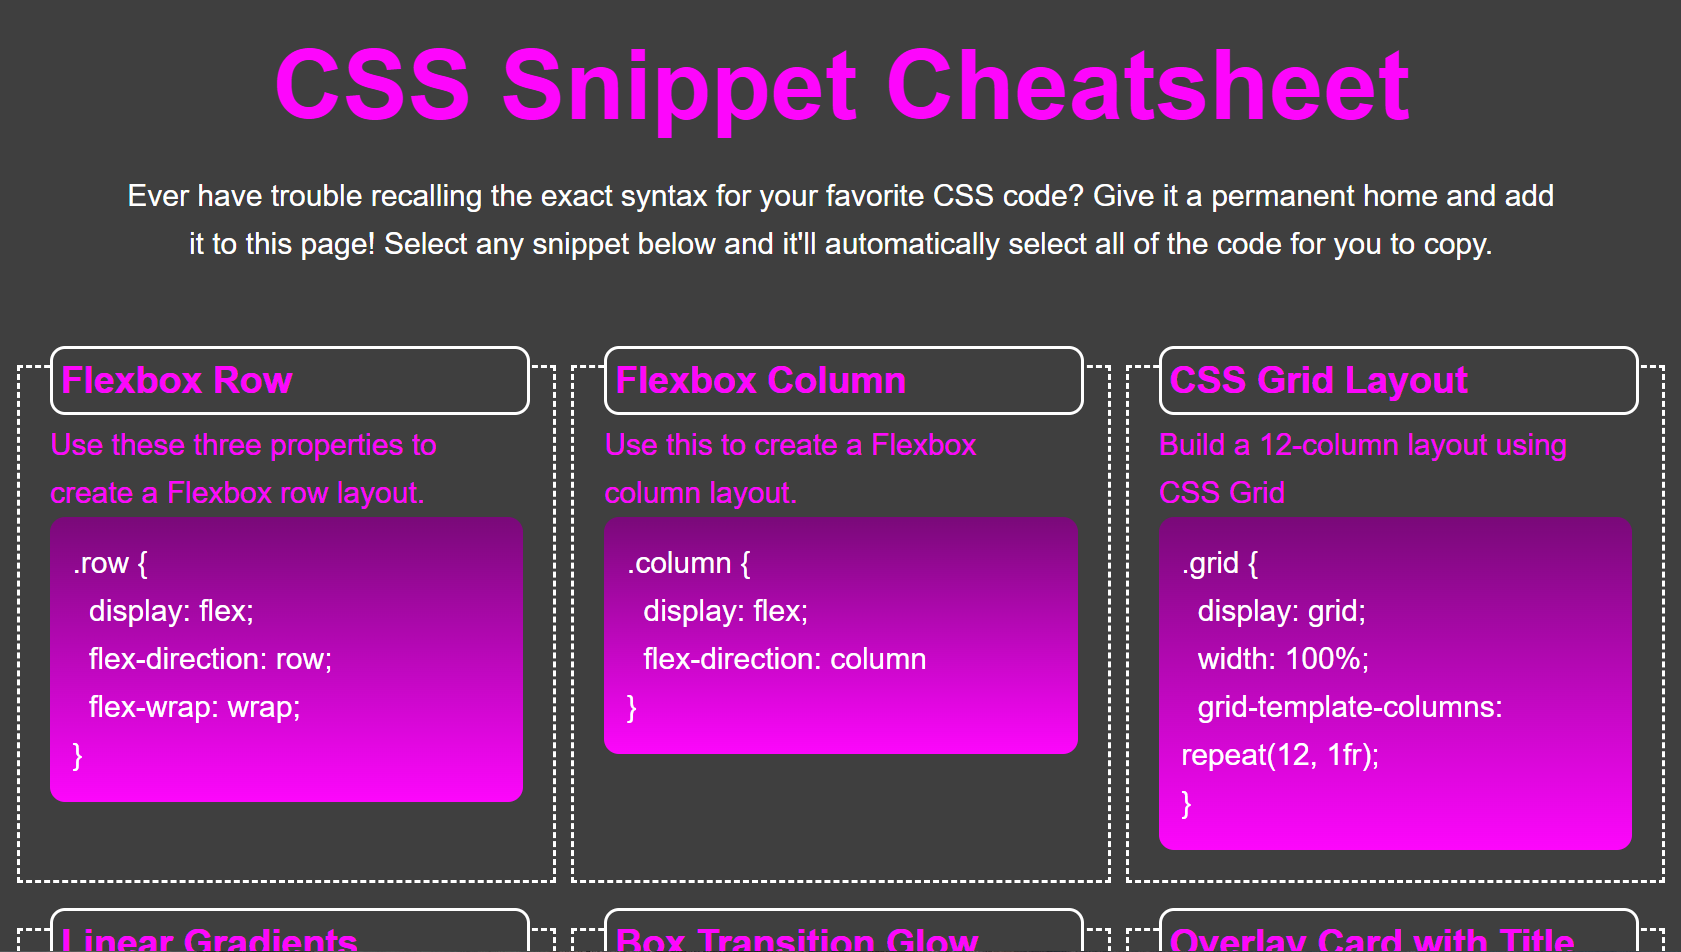 CSS Snippet Cheatsheet
Ever have trouble recalling the exact syntax for your favorite CSS code? Give it a permanent home and add
it to this page! Select any snippet below and it'll automatically select all of the code for you to copy.
Flexbox Row
Use these three properties to
create a Flexbox row layout.
.row {
  display: flex;
  flex-direction: row;
  flex-wrap: wrap;
}
Flexbox Column
Use this to create a Flexbox
column layout.
.column {
  display: flex;
  flex-direction: column
}
CSS Grid Layout
Build a 12-column layout using
CSS Grid
.grid {
  display: grid;
  width: 100%;
  grid-template-columns:
repeat(12, 1fr);
}
Linear Gradients
Box Transition Glow
Overlay Card with Title